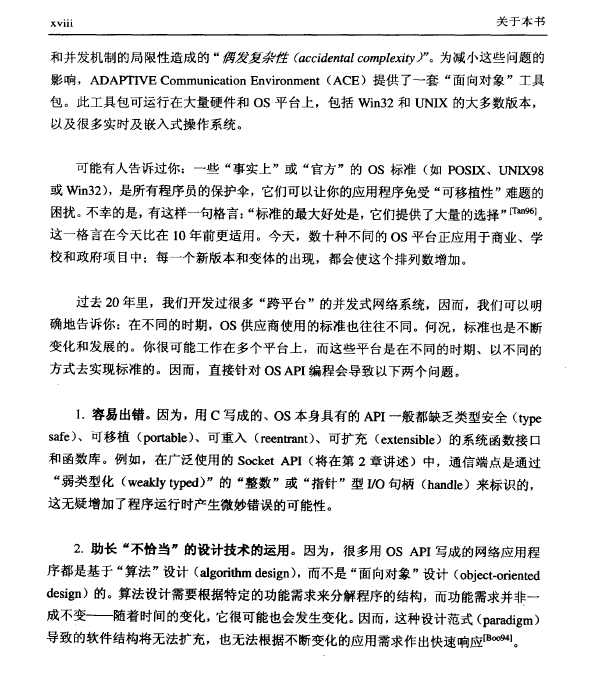 xviii 关于本书
和并发机制的局限性造成的“偶发复杂性（accidental complexity）”。为减小这些问题的
影响，ADAPTIVE Communication Environment（ACE）提供了一套“面向对象”工具
包。此工具包可运行在大量硬件和 OS 平台上，包括 Win32 和 UNIX 的大多数版本，
以及很多实时及嵌入式操作系统。
可能有人告诉过你：一些“事实上”或“官方”的 OS 标准（如 POSIX、UNIX98
或 Win32），是所有程序员的保护伞，它们可以让你的应用程序免受“可移植性”难题的
困扰。不幸的是，有这样一句格言：“标准的最大好处是，它们提供了大量的选择”[Tan96]。
这一格言在今天比在 10 年前更适用。今天，数十种不同的 OS 平台正应用于商业、学
校和政府项目中；每一个新版本和变体的出现，都会使这个排列数增加。
过去 20 年里，我们开发过很多“跨平台”的并发式网络系统，因而，我们可以明
确地告诉你：在不同的时期，OS 供应商使用的标准也往往不同。何况，标准也是不断
变化和发展的。你很可能工作在多个平台上，而这些平台是在不同的时期、以不同的
方式去实现标准的。因而，直接针对 OS API 编程会导致以下两个问题。
1. 容易出错。因为，用 C 写成的、OS 本身具有的 API 一般都缺乏类型安全（type
safe）、可移植（portable）、可重入（reentrant）、可扩充（extensible）的系统函数接口
和函数库。例如，在广泛使用的 Socket API（将在第 2 章讲述）中，通信端点是通过
“弱类型化（weakly typed）”的“整数”或“指针”型 I/O 句柄（handle）来标识的，
这无疑增加了程序运行时产生微妙错误的可能性。
2. 助长“不恰当”的设计技术的运用。因为，很多用 OS API 写成的网络应用程
序都是基于“算法”设计（algorithm design），而不是“面向对象”设计（object-oriented
design）的。算法设计需要根据特定的功能需求来分解程序的结构，而功能需求并非一
成不变——随着时间的变化，它很可能也会发生变化。因而，这种设计范式（paradigm）
导致的软件结构将无法扩充，也无法根据不断变化的应用需求作出快速响应[Boo94]。